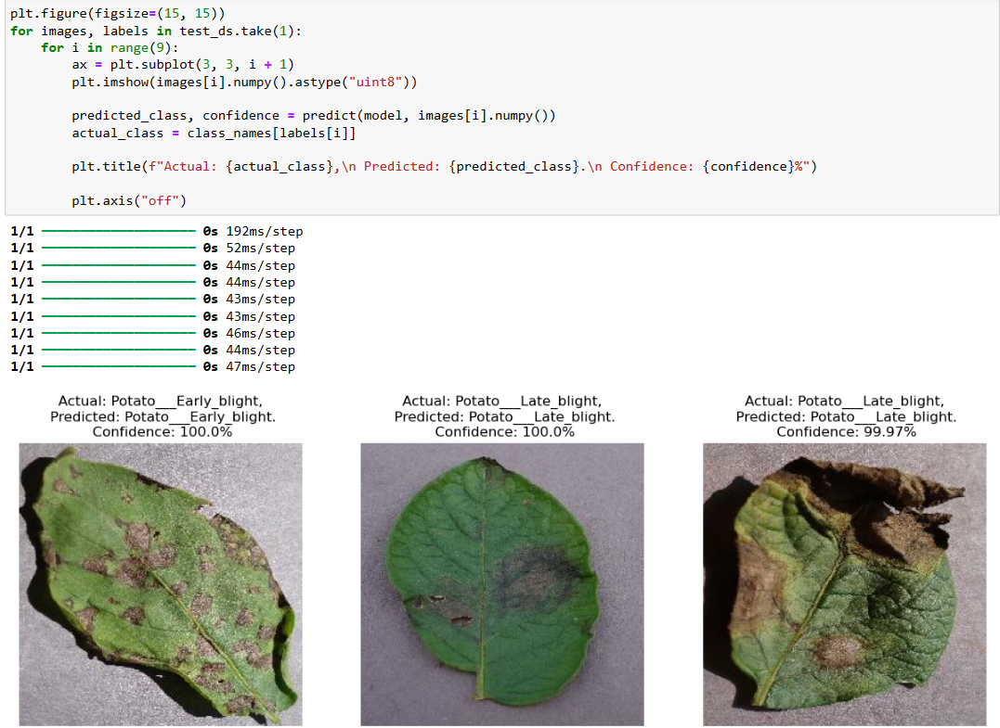 plt.figure(figsize=(15, 15))
for images, labels in test_ds.take(1):
    for i in range(9):
        ax = plt.subplot(3, 3, i + 1)
        plt.imshow(images[i].numpy().astype("uint8"))

        predicted_class, confidence = predict(model, images[i].numpy())
        actual_class = class_names[labels[i]]

        plt.title(f"Actual: {actual_class},\n Predicted: {predicted_class}.\n Confidence: {confidence}%")

        plt.axis("off")
1/1 0s 192ms/step
1/1 0s 52ms/step
1/1 0s 44ms/step
1/1 0s 44ms/step
1/1 0s 43ms/step
1/1 0s 43ms/step
1/1 0s 46ms/step
1/1 0s 44ms/step
1/1 0s 47ms/step
Actual: Potato___Early_blight,
Predicted: Potato___Early_blight.
Confidence: 100.0%
Actual: Potato___Late_blight,
Predicted: Potato___Late_blight.
Confidence: 100.0%
Actual: Potato___Late_blight,
Predicted: Potato___Late_blight.
Confidence: 99.97%